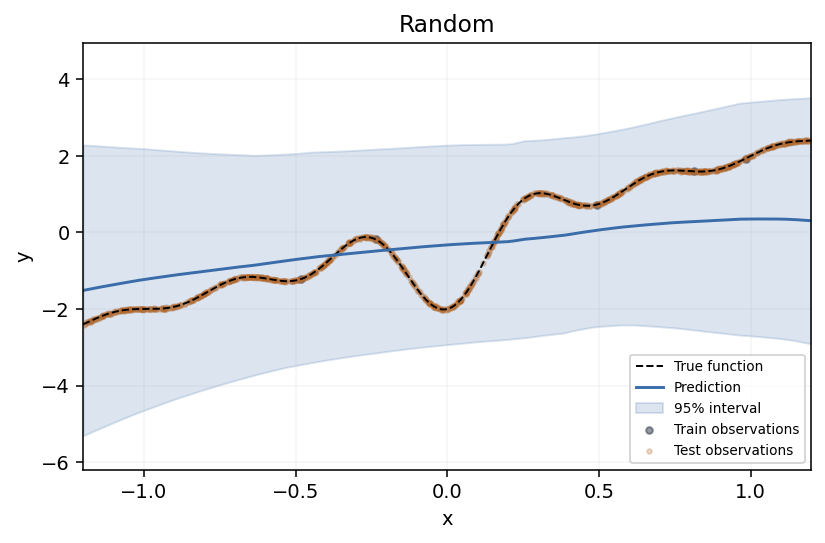 Random
4
2
0
−2
−4
−6
y
True function
Prediction
95% interval
Train observations
Test observations
−1.0
−0.5
0.0
0.5
1.0
x